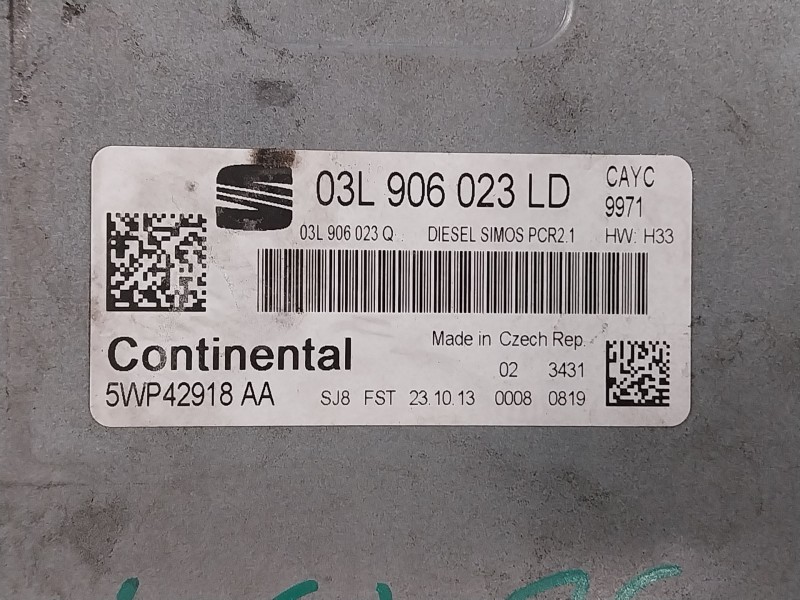 03L 906 023 LD
CAYC
9971
03L 906 023 Q DIESEL SIMOS PCR2.1 HW: H33
Continental
Made in Czech Rep.
02 3431
5WP42918 AA
SJ8 FST 23.10.13 0008 0819